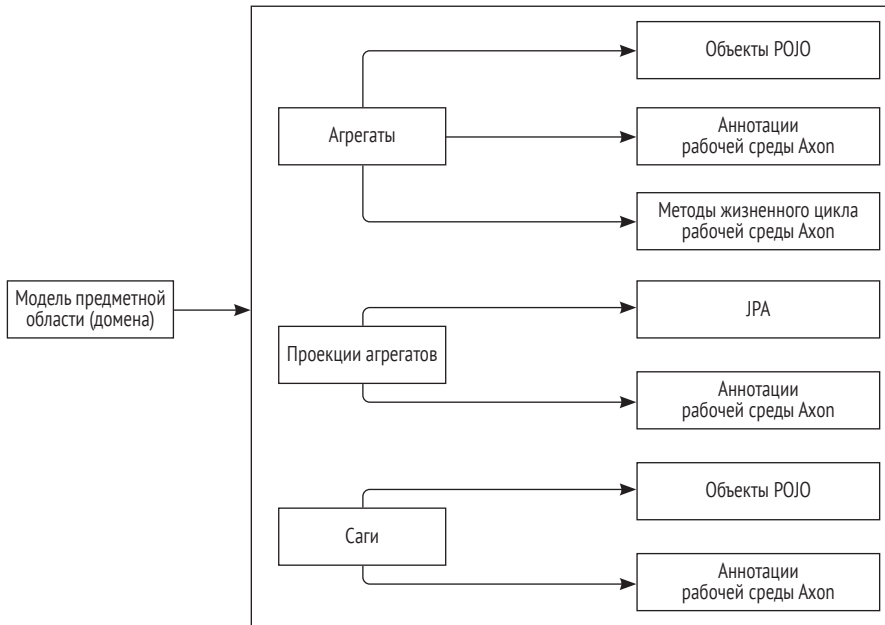 Модель предметной
области (домена)
Агрегаты
Объекты POJO
Аннотации
рабочей среды Axon
Методы жизненного цикла
рабочей среды Axon
Проекции агрегатов
JPA
Аннотации
рабочей среды Axon
Саги
Объекты POJO
Аннотации
рабочей среды Axon